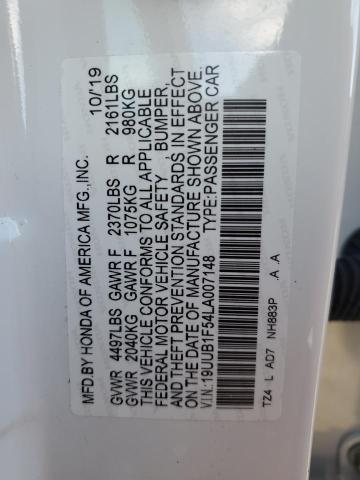 MFD.BY HONDA OF AMERICA MFG.,INC. 10/'19
GVWR 4497LBS GAWR F 2370LBS R 2161LBS
GVWR 2040KG GAWR F 1075KG R 980KG
THIS VEHICLE CONFORMS TO ALL APPLICABLE
FEDERAL MOTOR VEHICLE SAFETY, BUMPER,
AND THEFT PREVENTION STANDARDS IN EFFECT
ON THE DATE OF MANUFACTURE SHOWN ABOVE.
V.I.N.:19UUB1F54LA007148 TYPE:PASSENGER CAR
TZ4 L AD7 NH883P .A .A